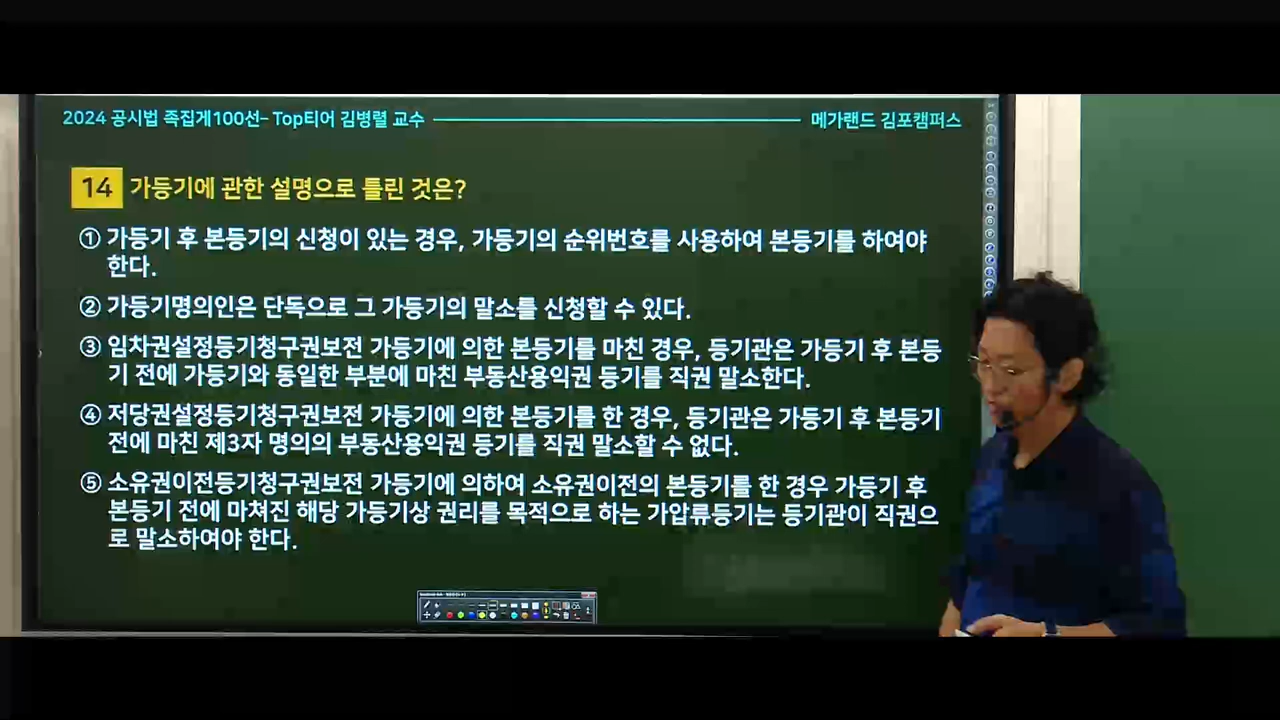 2024 공시법 족집게100선– Top티어 김병렬 교수
메가랜드 김포캠퍼스
14 가등기에 관한 설명으로 틀린 것은?
① 가등기 후 본등기의 신청이 있는 경우, 가등기의 순위번호를 사용하여 본등기를 하여야
한다.
② 가등기명의인은 단독으로 그 가등기의 말소를 신청할 수 있다.
③ 임차권설정등기청구권보전 가등기에 의한 본등기를 마친 경우, 등기관은 가등기 후 본등
기 전에 가등기와 동일한 부분에 마친 부동산용익권 등기를 직권 말소한다.
④ 저당권설정등기청구권보전 가등기에 의한 본등기를 한 경우, 등기관은 가등기 후 본등기
전에 마친 제3자 명의의 부동산용익권 등기를 직권 말소할 수 없다.
⑤ 소유권이전등기청구권보전 가등기에 의하여 소유권이전의 본등기를 한 경우 가등기 후
본등기 전에 마쳐진 해당 가등기상 권리를 목적으로 하는 가압류등기는 등기관이 직권으
로 말소하여야 한다.